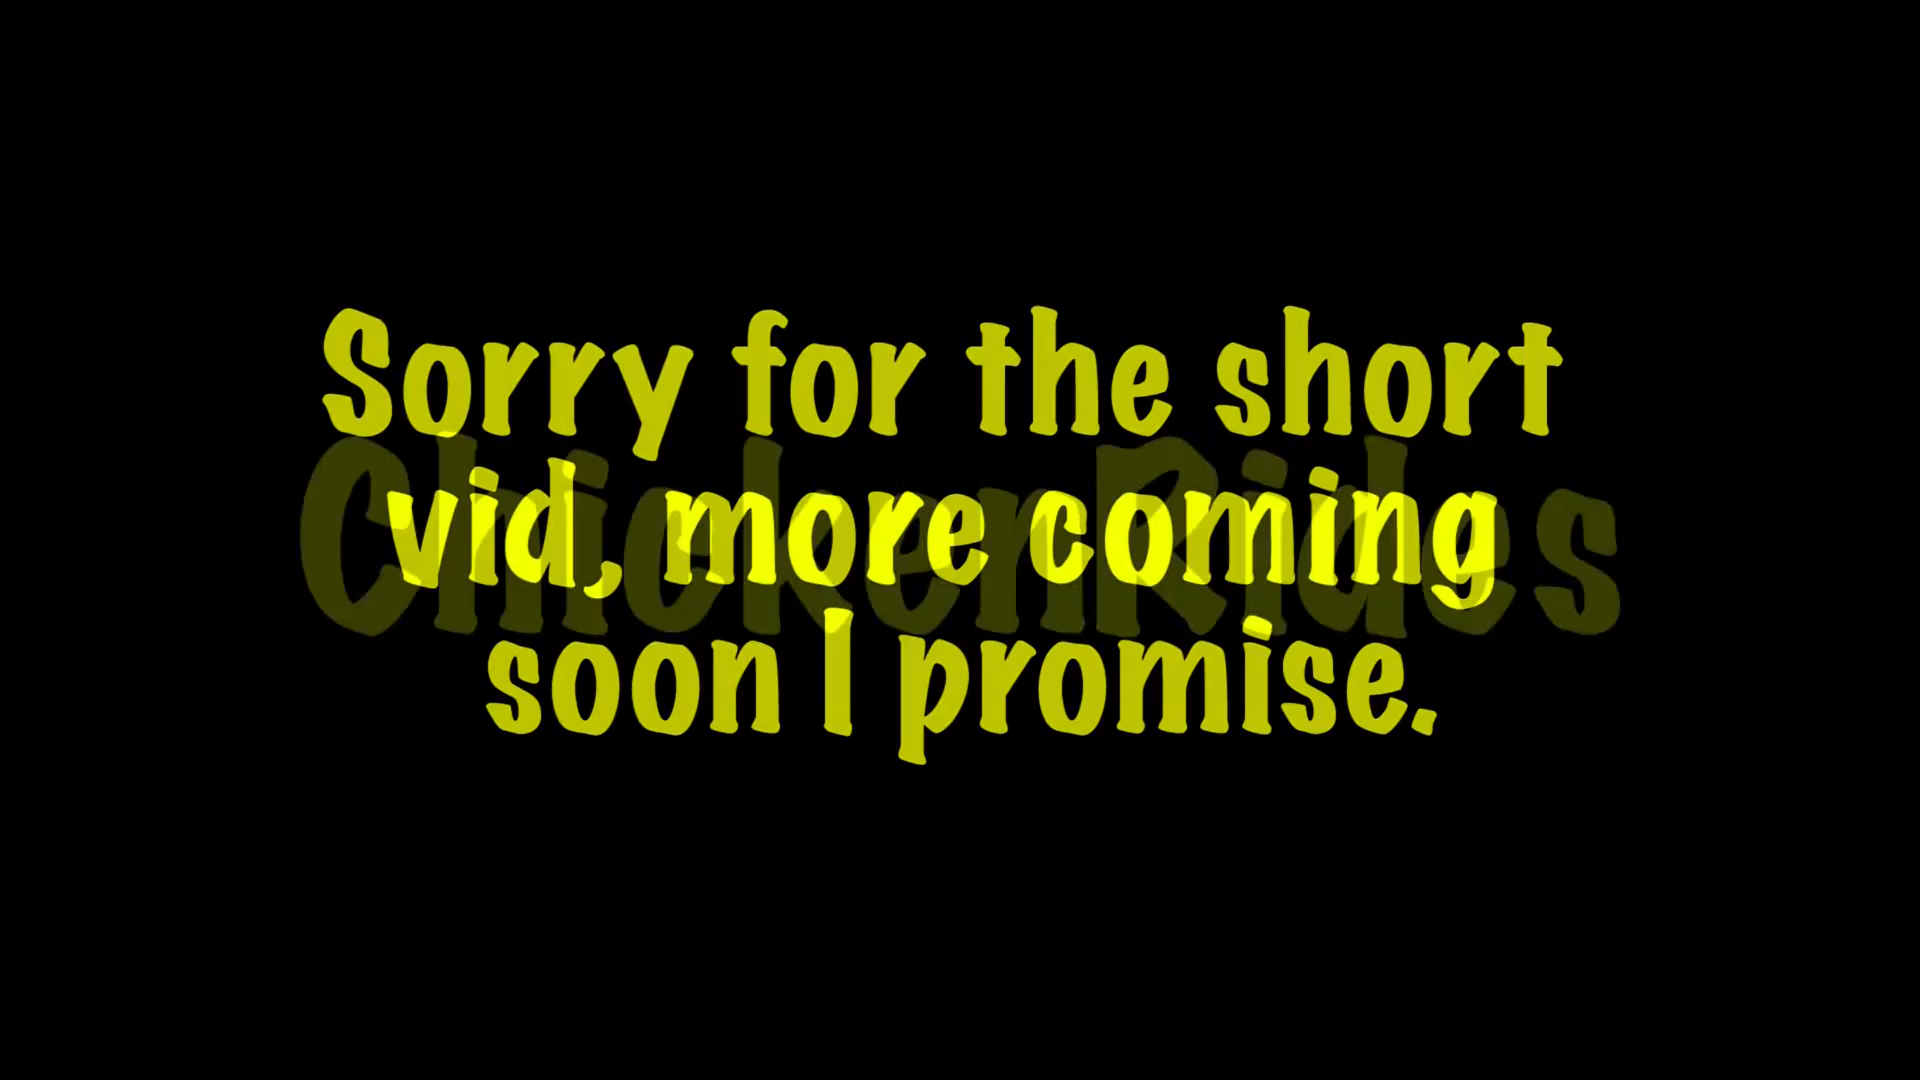 Sorry for the short
ChickenRides
vid, more coming
soon I promise.